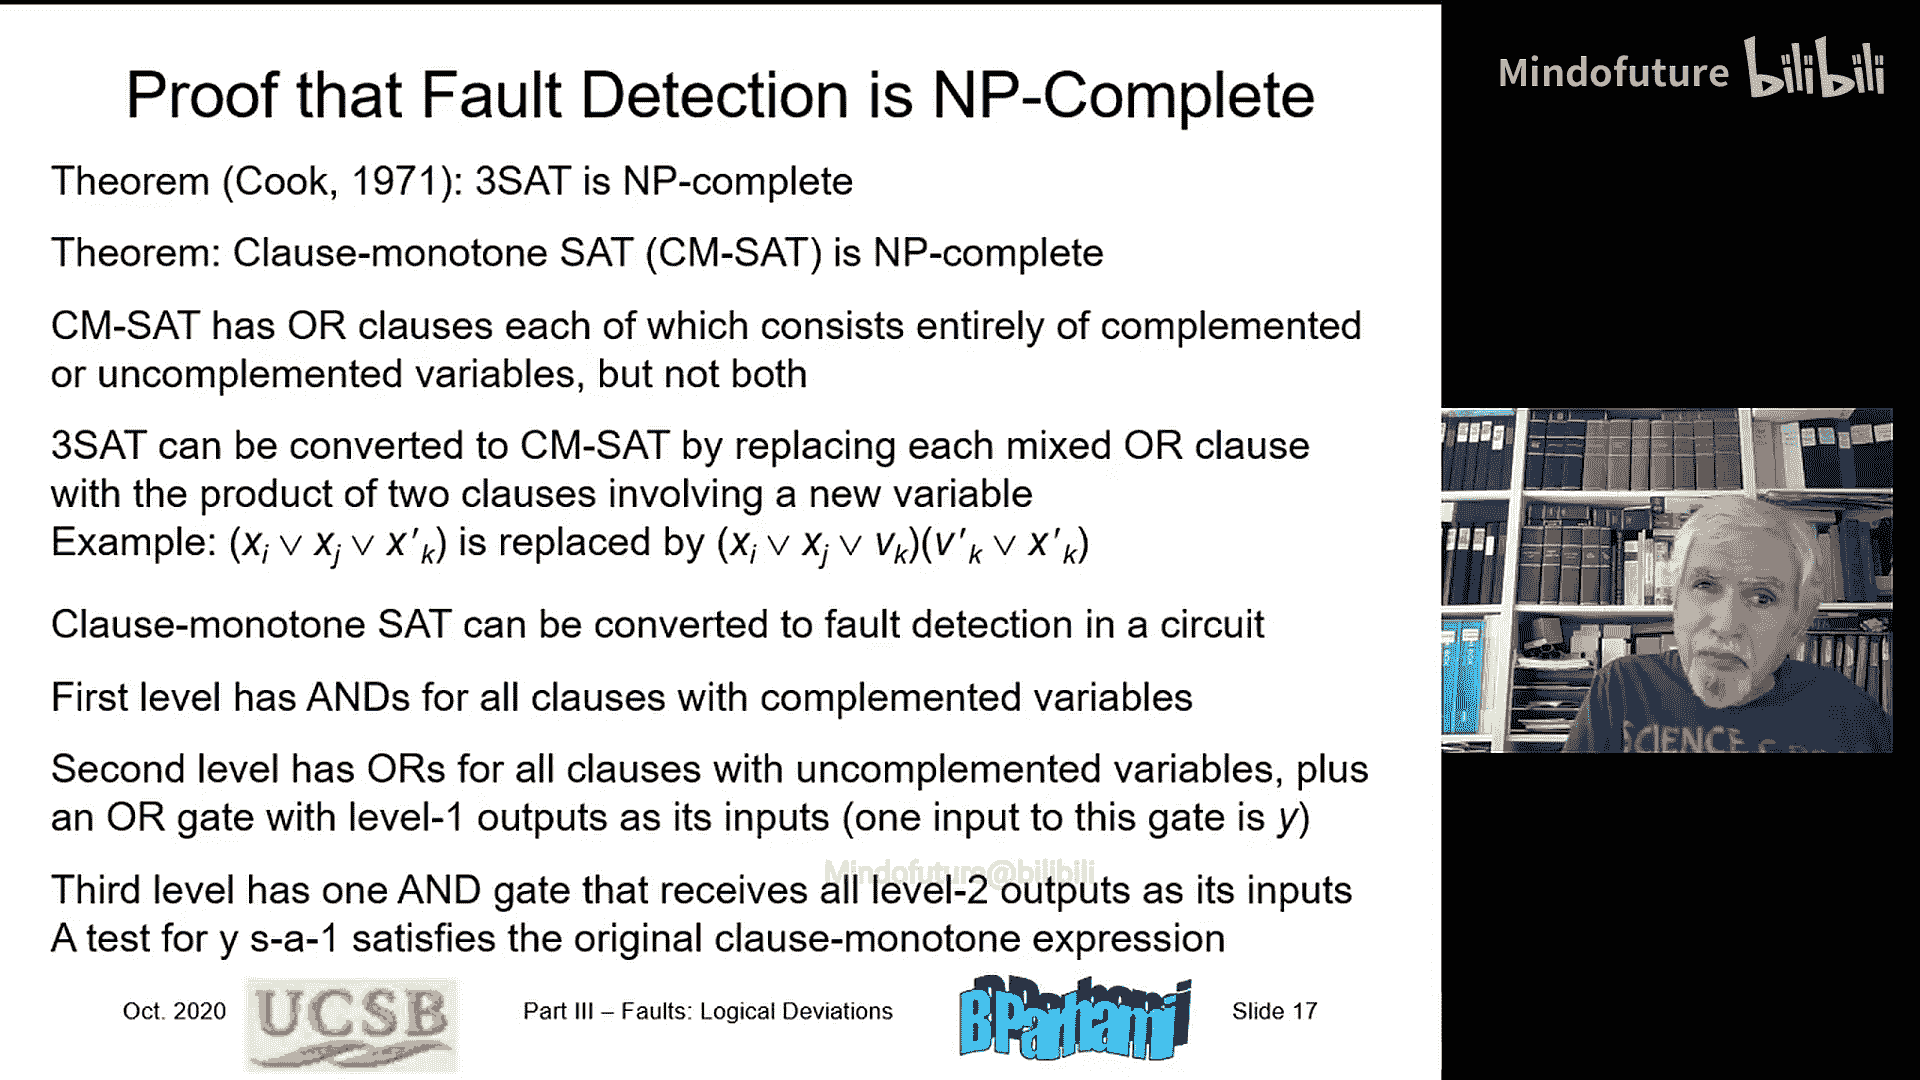 Proof that Fault Detection is NP-Complete
Theorem (Cook, 1971): 3SAT is NP-complete
Theorem: Clause-monotone SAT (CM-SAT) is NP-complete
CM-SAT has OR clauses each of which consists entirely of complemented
or uncomplemented variables, but not both
3SAT can be converted to CM-SAT by replacing each mixed OR clause
with the product of two clauses involving a new variable
Example: (xi ∨ xj ∨ x′k) is replaced by (xi ∨ xj ∨ vk)(v′k ∨ x′k)
Clause-monotone SAT can be converted to fault detection in a circuit
First level has ANDs for all clauses with complemented variables
Second level has ORs for all clauses with uncomplemented variables, plus
an OR gate with level-1 outputs as its inputs (one input to this gate is y)
Third level has one AND gate that receives all level-2 outputs as its inputs
A test for y s-a-1 satisfies the original clause-monotone expression
Oct. 2020
UCSB
Part III – Faults: Logical Deviations
BParhami
Slide 17
Mindofuture bilibili
Mindofuture@bilibili
SCIENCE